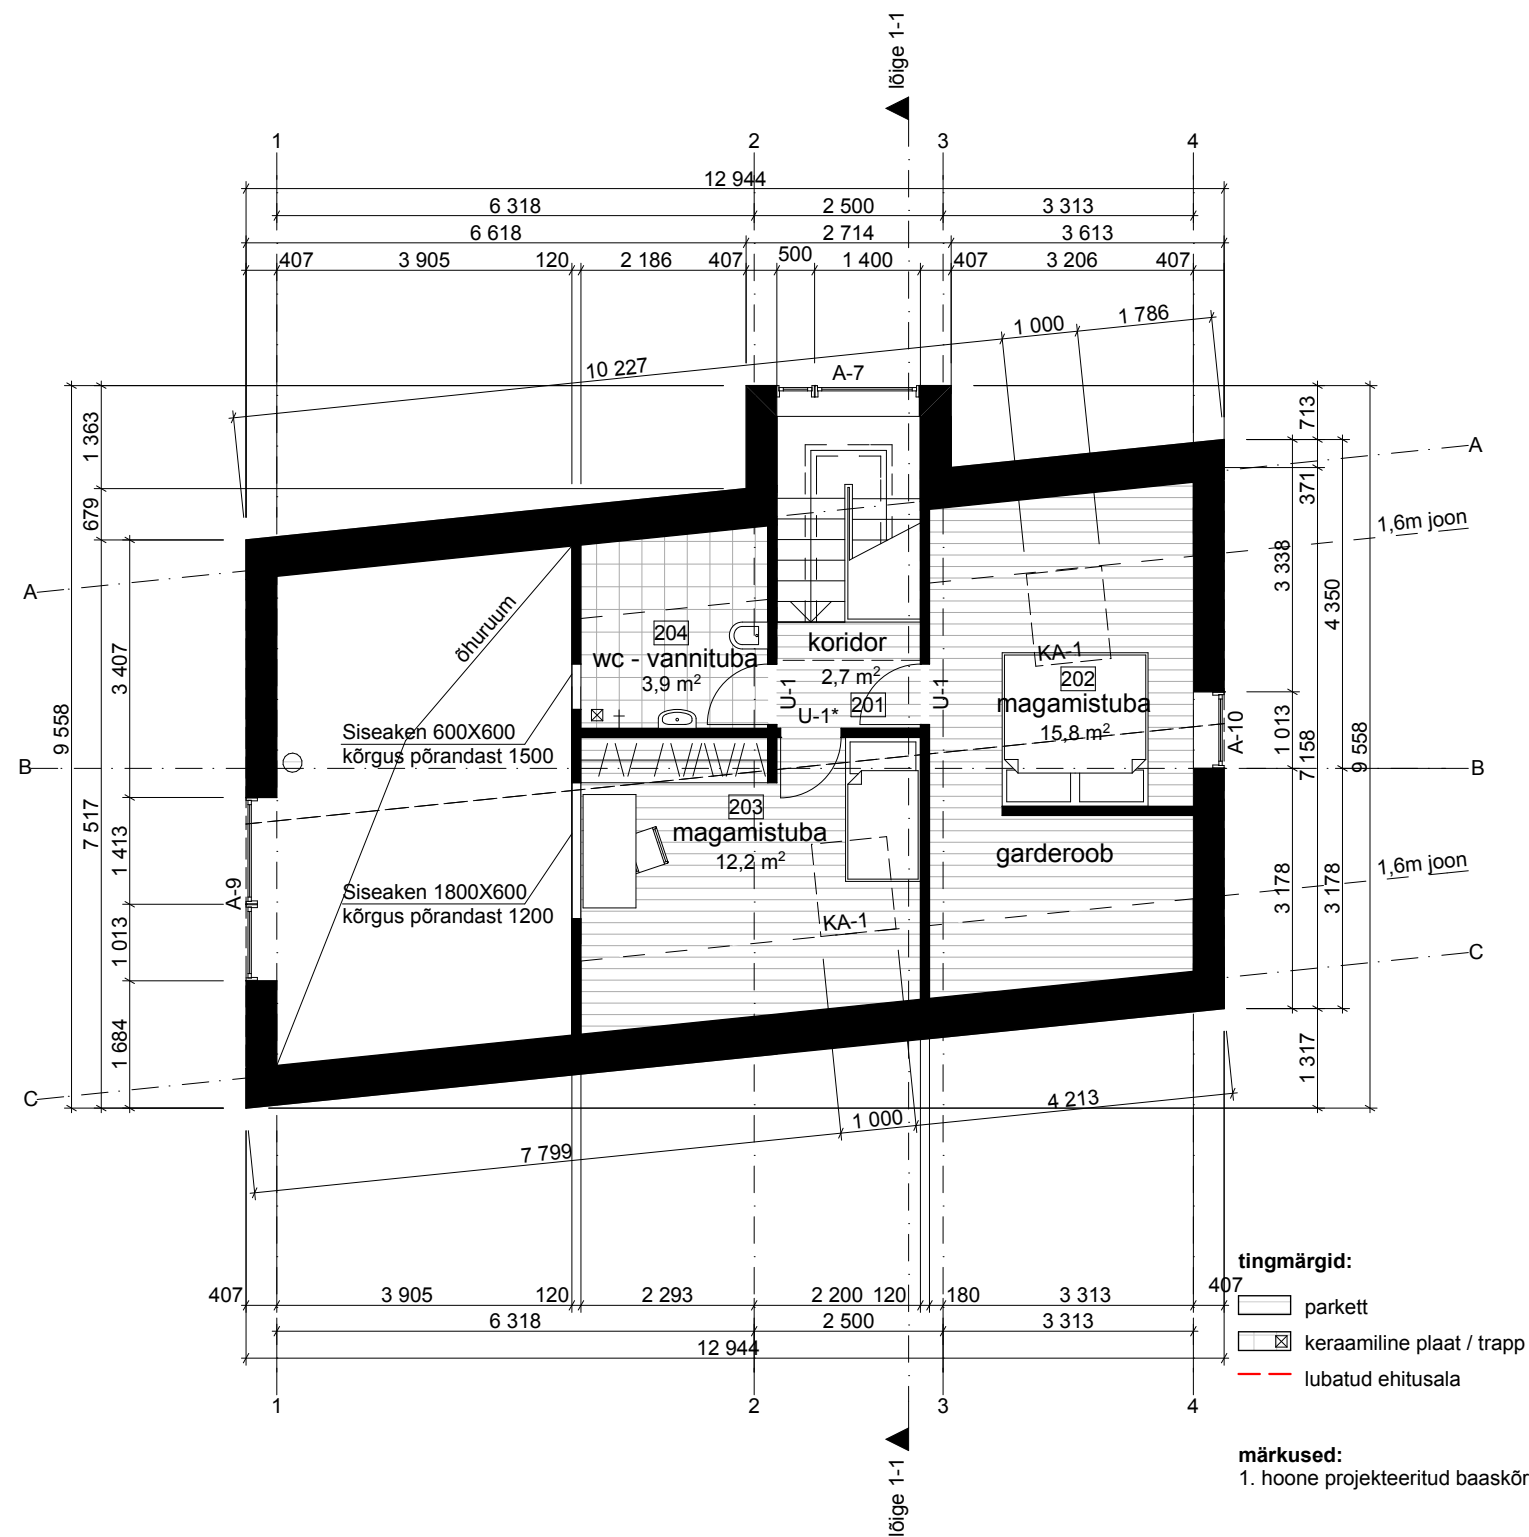 lõige 1-1
1
2
3
4
12 944
6 318
2 500
3 313
6 618
2 714
3 613
407
3 905
120
2 186
407
500
1 400
407
3 206
407
1 000
1 786
10 227
A-7
1 363
679
713
371
A
1,6m joon
3 338
4 350
A
õhuruum
204
wc - vannituba
3,9 m²
koridor
2,7 m²
201
U-1
U-1*
U-1
KA-1
202
magamistuba
15,8 m²
A-10
1 013
7 158
9 558
3 407
9 558
Siseaken 600X600
kõrgus põrandast 1500
B
B
203
magamistuba
12,2 m²
garderoob
7 517
1 413
A-9
Siseaken 1800X600
kõrgus põrandast 1200
KA-1
1,6m joon
3 178
3 178
1 013
C
1 684
1 317
C
4 213
1 000
7 799
tingmärgid:
parkett
keraamiline plaat / trapp
lubatud ehitusala
407
3 905
120
2 293
2 200
120
180
3 313
407
6 318
2 500
3 313
12 944
1
2
3
4
lõige 1-1
märkused:
1. hoone projekteeritud baaskõr